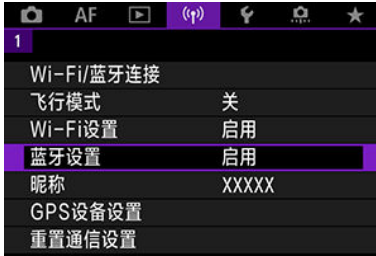 AF
1
Wi-Fi/蓝牙连接
飞行模式 关
Wi-Fi设置 启用
蓝牙设置 启用
昵称 XXXXX
GPS设备设置
重置通信设置